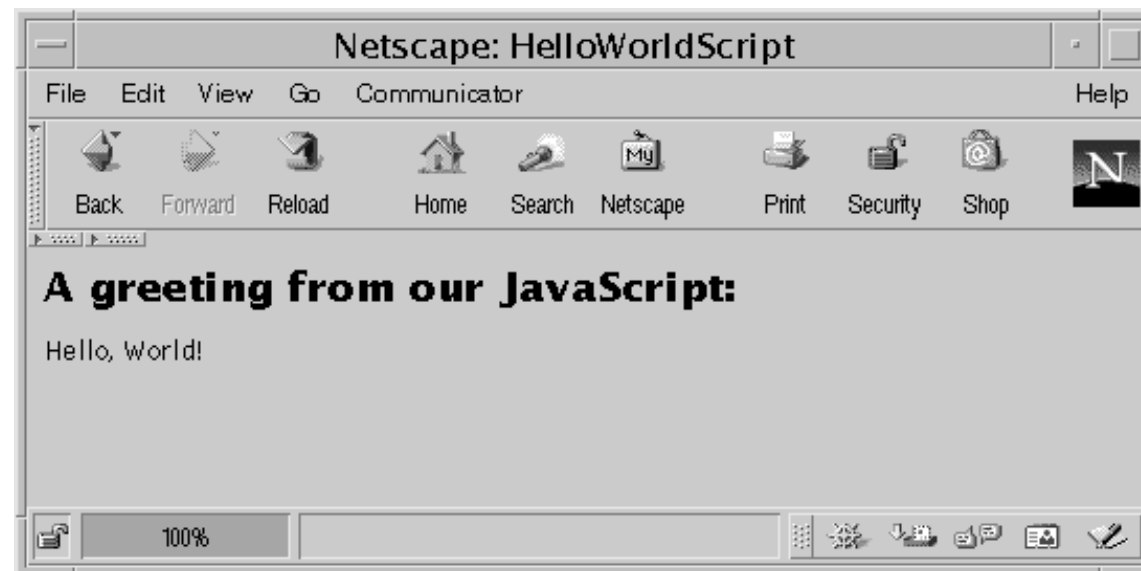 Netscape: HelloWorldScript
File Edit View Go Communicator Help
My N
Back Forward Reload Home Search Netscape Print Security Shop
A greeting from our JavaScript:
Hello, World!
100%